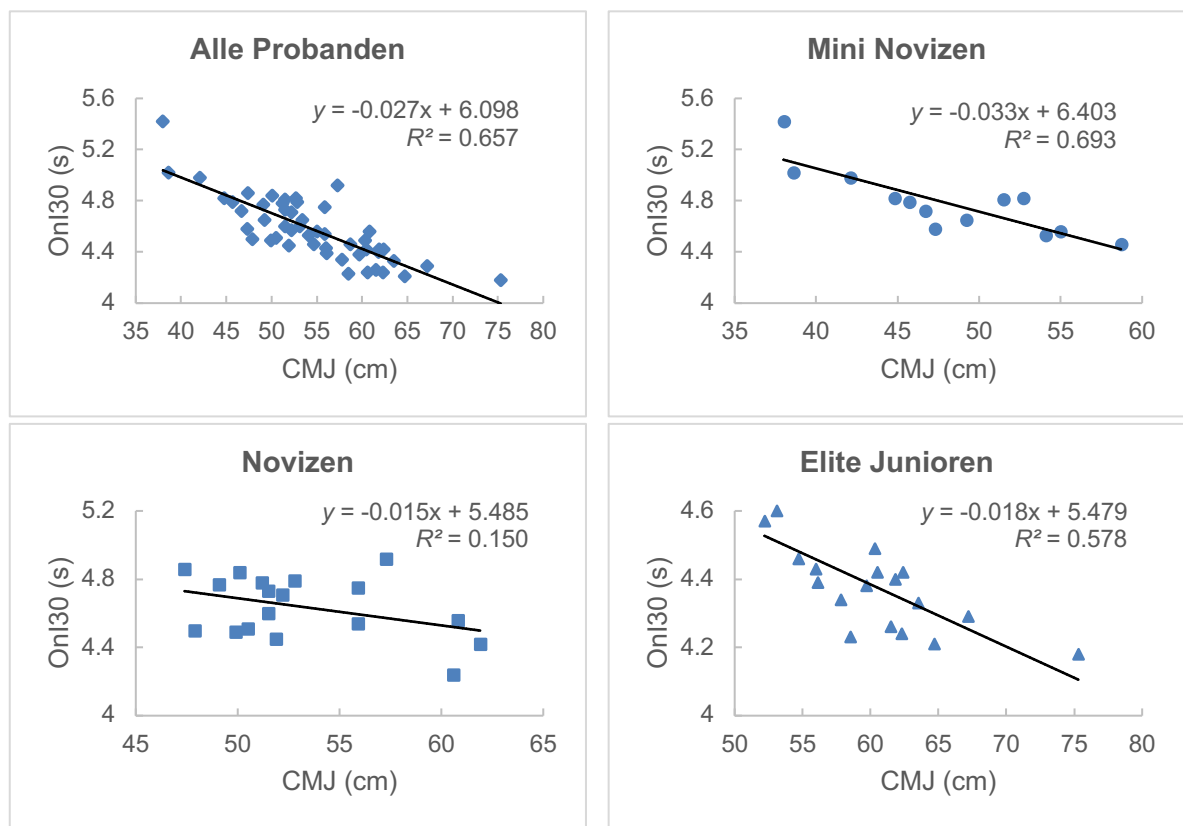 Alle Probanden
y = -0.027x + 6.098
R² = 0.657
5.6
5.2
4.8
4.4
4
OnI30 (s)
35 40 45 50 55 60 65 70 75 80
CMJ (cm)
Mini Novizen
y = -0.033x + 6.403
R² = 0.693
5.6
5.2
4.8
4.4
4
OnI30 (s)
35 40 45 50 55 60
CMJ (cm)
Novizen
y = -0.015x + 5.485
R² = 0.150
5.2
4.8
4.4
4
OnI30 (s)
45 50 55 60 65
CMJ (cm)
Elite Junioren
y = -0.018x + 5.479
R² = 0.578
4.6
4.4
4.2
4
OnI30 (s)
50 55 60 65 70 75 80
CMJ (cm)